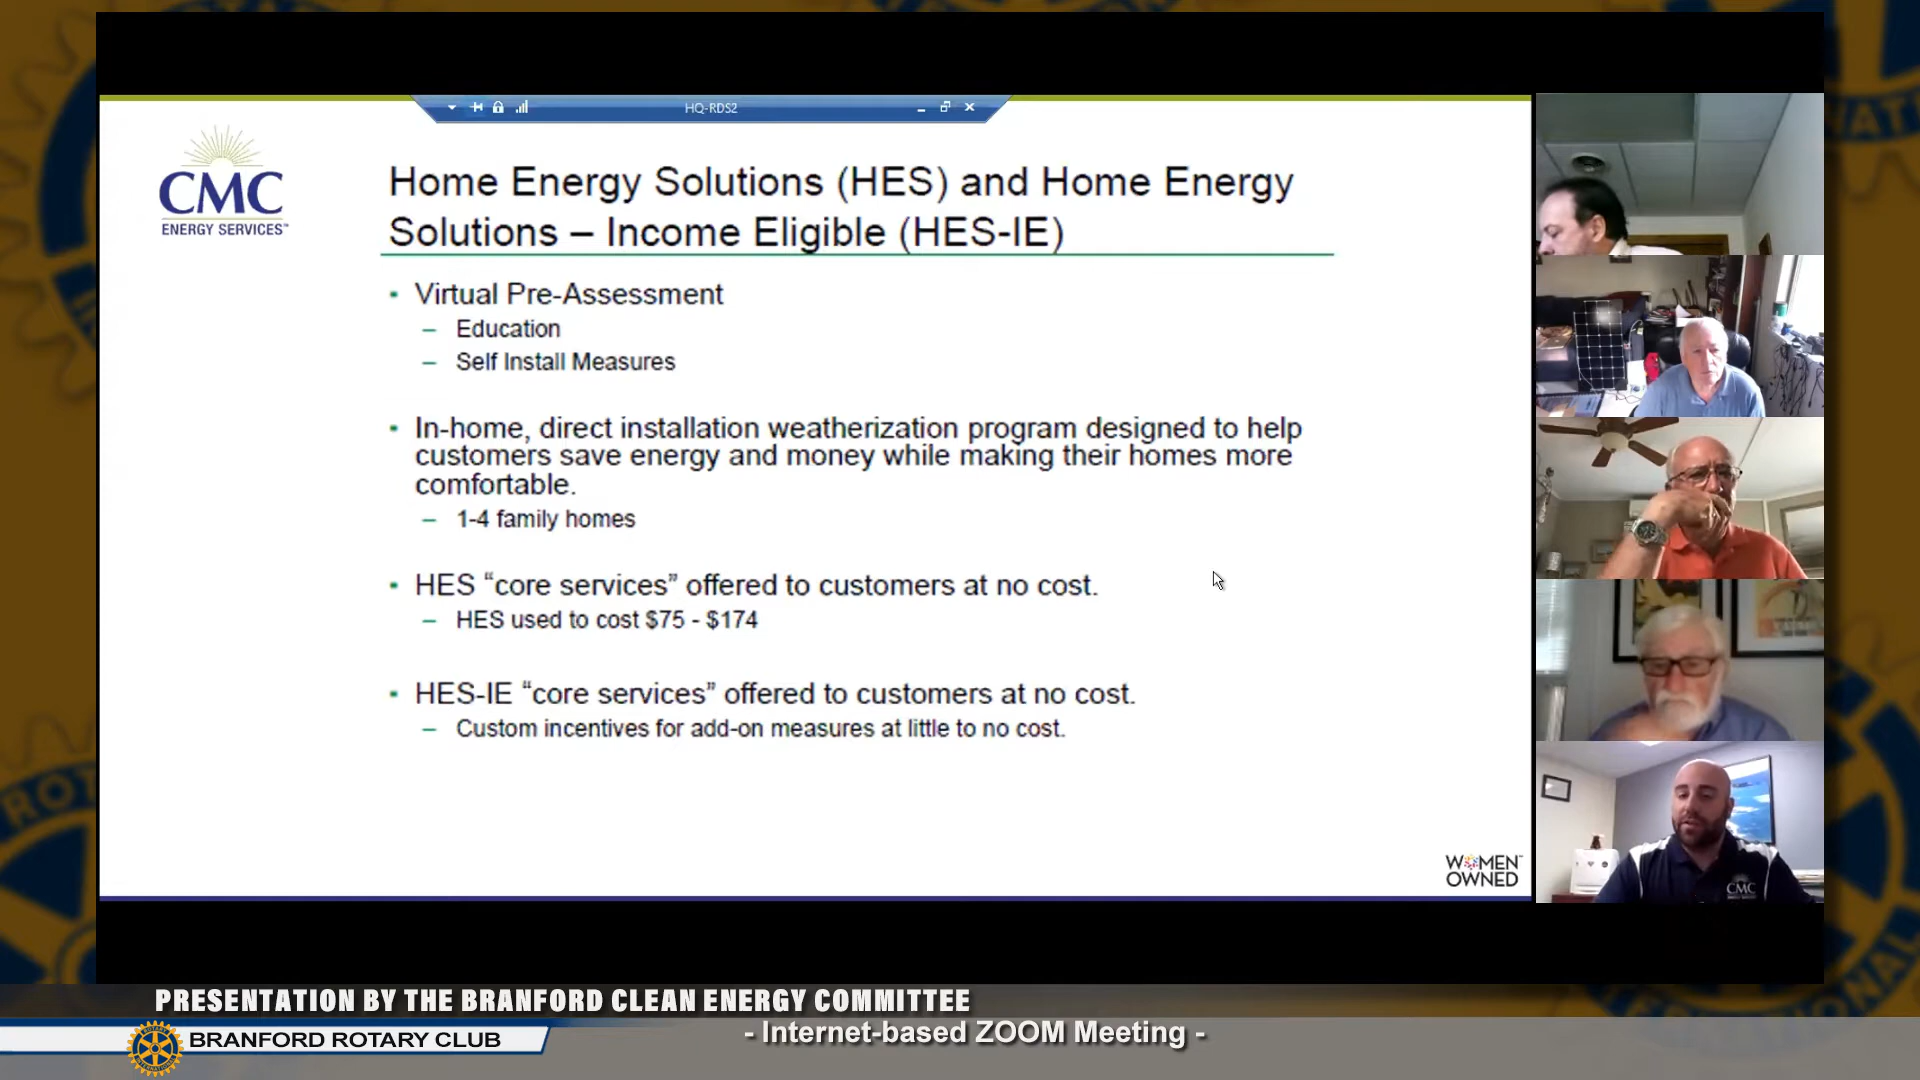 HQ-RDS2
CMC
ENERGY SERVICES™
Home Energy Solutions (HES) and Home Energy
Solutions – Income Eligible (HES-IE)
• Virtual Pre-Assessment
– Education
– Self Install Measures
• In-home, direct installation weatherization program designed to help
customers save energy and money while making their homes more
comfortable.
– 1-4 family homes
• HES “core services” offered to customers at no cost.
– HES used to cost $75 - $174
• HES-IE “core services” offered to customers at no cost.
– Custom incentives for add-on measures at little to no cost.
WOMEN™
OWNED
CMC
PRESENTATION BY THE BRANFORD CLEAN ENERGY COMMITTEE
BRANFORD ROTARY CLUB
- Internet-based ZOOM Meeting -